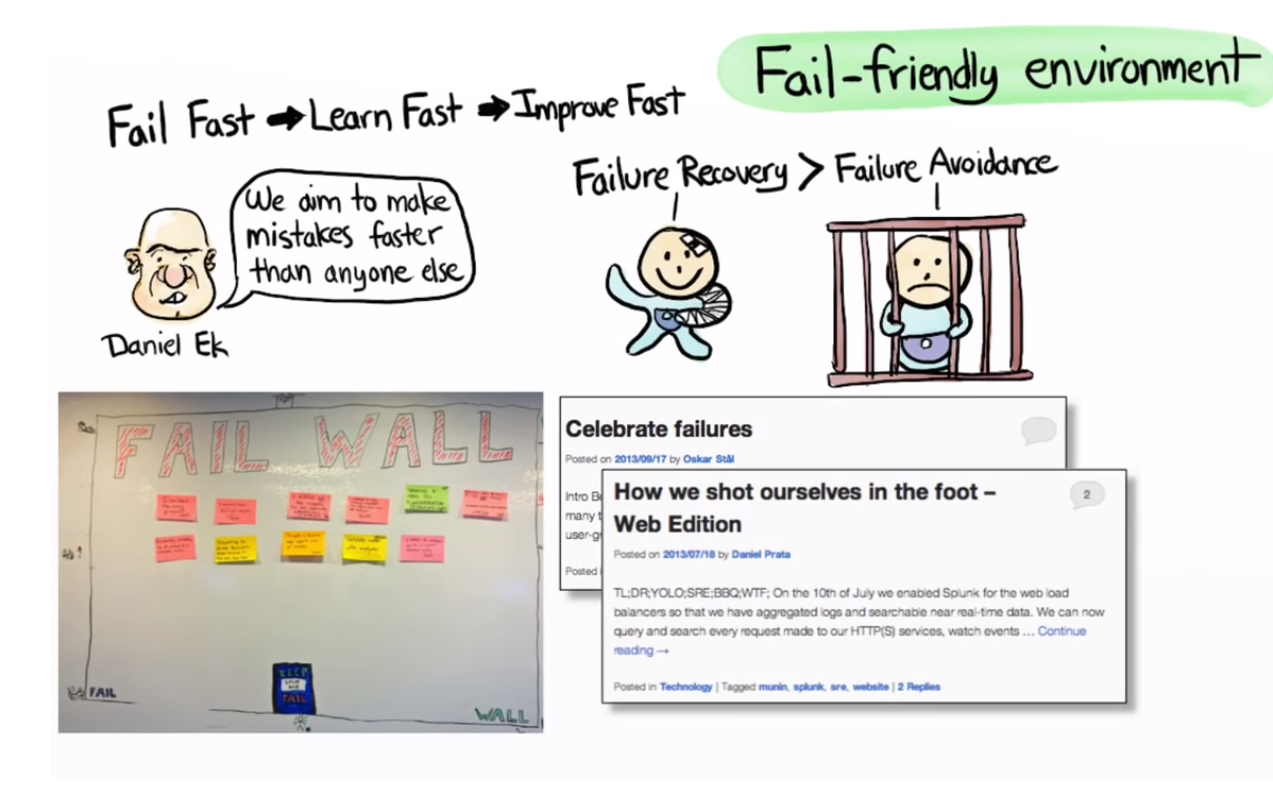 Fail-friendly environment
Fail Fast ➡ Learn Fast ➡ Improve Fast
We aim to make
mistakes faster
than anyone else
Daniel Ek
Failure Recovery > Failure Avoidance
FAIL WALL
KEEP
CALM
and
FAIL
FAIL
WALL
Celebrate failures
Posted on 2013/09/17 by Oskar Stål
Intro
many
user-gr
Posted
How we shot ourselves in the foot –
Web Edition
2
Posted on 2013/07/18 by Daniel Prata
TL;DR;YOLO;SRE;BBQ;WTF; On the 10th of July we enabled Splunk for the web load
balancers so that we have aggregated logs and searchable near real-time data. We can now
query and search every request made to our HTTP(S) services, watch events … Continue
reading →
Posted in Technology | Tagged munin, splunk, sre, website | 2 Replies